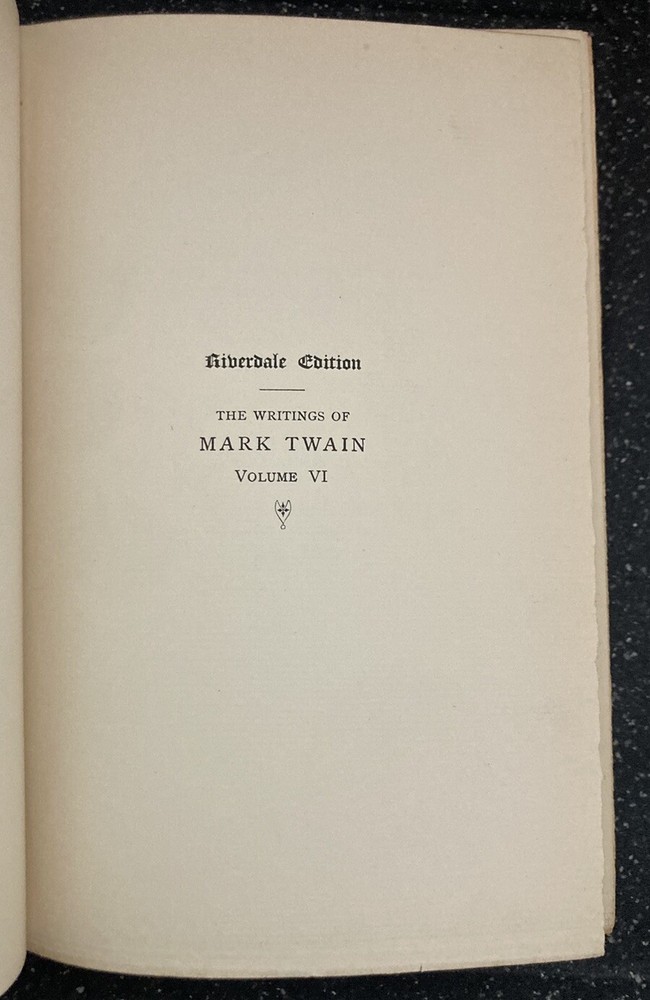 Riverdale Edition
THE WRITINGS OF
MARK TWAIN
VOLUME VI